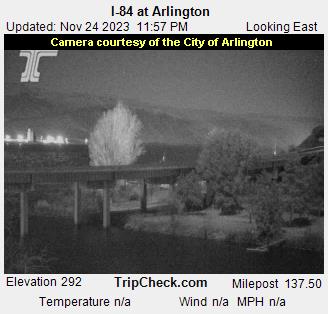 I-84 at Arlington
Updated: Nov 24 2023 11:57 PM Looking East
Camera courtesy of the City of Arlington
Elevation 292 TripCheck.com Milepost 137.50
Temperature n/a Wind n/a MPH n/a